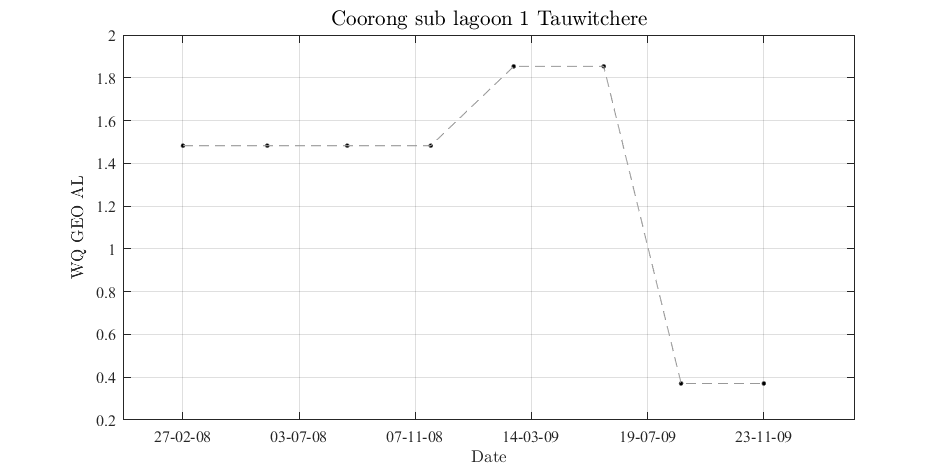 Coorong sub lagoon 1 Tauwitchere
2
1.8
1.6
1.4
1.2
1
0.8
0.6
0.4
0.2
WQ GEO AL
27-02-08 03-07-08 07-11-08 14-03-09 19-07-09 23-11-09
Date